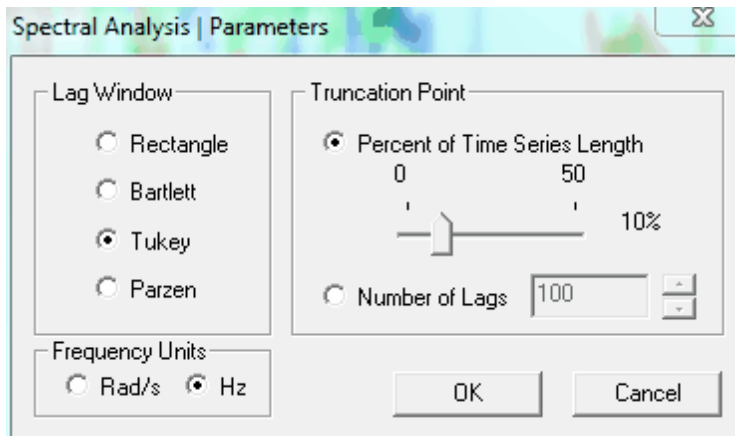 Spectral Analysis | Parameters
Lag Window
Rectangle
Bartlett
Tukey
Parzen
Truncation Point
Percent of Time Series Length
0 50
10%
Number of Lags 100
Frequency Units
Rad/s Hz
OK Cancel